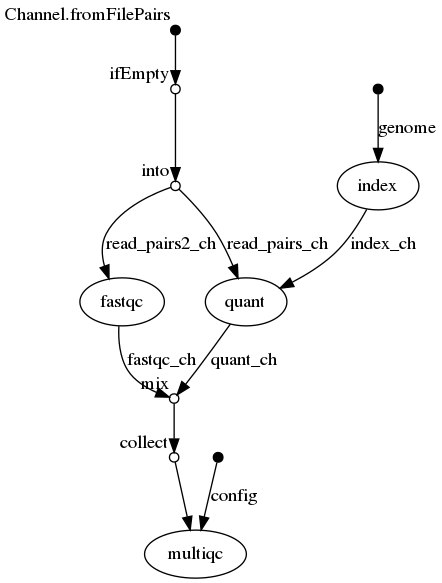 Channel.fromFilePairs
ifEmpty
genome
into
index
read_pairs2_ch
read_pairs_ch
index_ch
fastqc
quant
fastqc_ch
quant_ch
mix
collect
config
multiqc